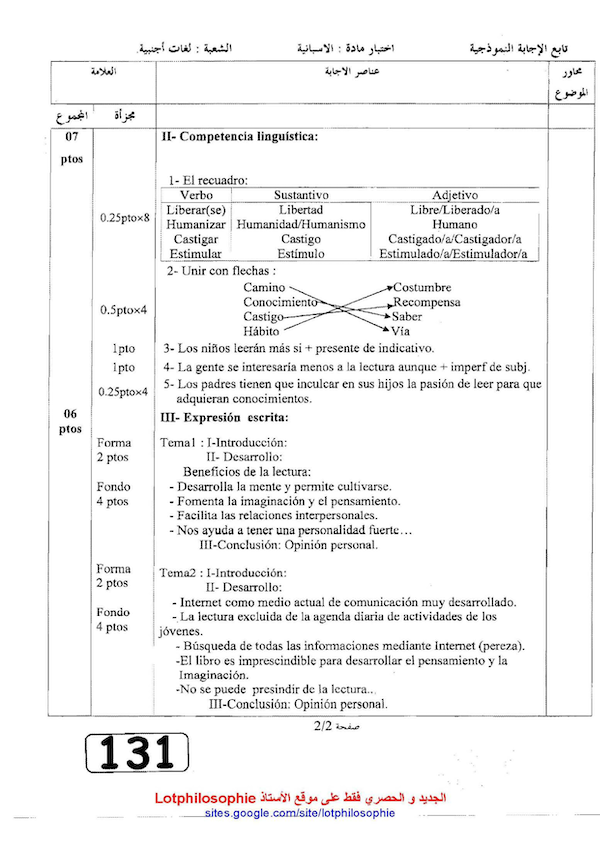 تابع الإجابة النموذجية اختبار مادة : الاسبانية الشعبة : لغات أجنبية.
محاور الموضوع عناصر الاجابة العلامة
مجزأة المجموع
07 ptos
II- Competencia linguística:
1- El recuadro:
0.25pto×8
Verbo Sustantivo Adjetivo
Liberar(se) Libertad Libre/Liberado/a
Humanizar Humanidad/Humanismo Humano
Castigar Castigo Castigado/a/Castigador/a
Estimular Estímulo Estimulado/a/Estimulador/a
2- Unir con flechas :
0.5pto×4
Camino Costumbre
Conocimiento Recompensa
Castigo Saber
Hábito Vía
1pto 3- Los niños leerán más si + presente de indicativo.
1pto 4- La gente se interesaría menos a la lectura aunque + imperf de subj.
0.25pto×4 5- Los padres tienen que inculcar en sus hijos la pasión de leer para que
adquieran conocimientos.
06 ptos
III- Expresión escrita:
Forma 2 ptos
Tema1 : I-Introducción:
II- Desarrollo:
Beneficios de la lectura:
Fondo 4 ptos
- Desarrolla la mente y permite cultivarse.
- Fomenta la imaginación y el pensamiento.
- Facilita las relaciones interpersonales.
- Nos ayuda a tener una personalidad fuerte…
III-Conclusión: Opinión personal.
Forma 2 ptos
Tema2 : I-Introducción:
II- Desarrollo:
- Internet como medio actual de comunicación muy desarrollado.
Fondo 4 ptos
- La lectura excluida de la agenda diaria de actividades de los
jóvenes.
- Búsqueda de todas las informaciones mediante Internet (pereza).
-El libro es imprescindible para desarrollar el pensamiento y la
Imaginación.
-No se puede presindir de la lectura...
III-Conclusión: Opinión personal.
صفحة 2/2
131
الجديد و الحصري فقط على موقع الأستاذ Lotphilosophie
sites.google.com/site/lotphilosophie